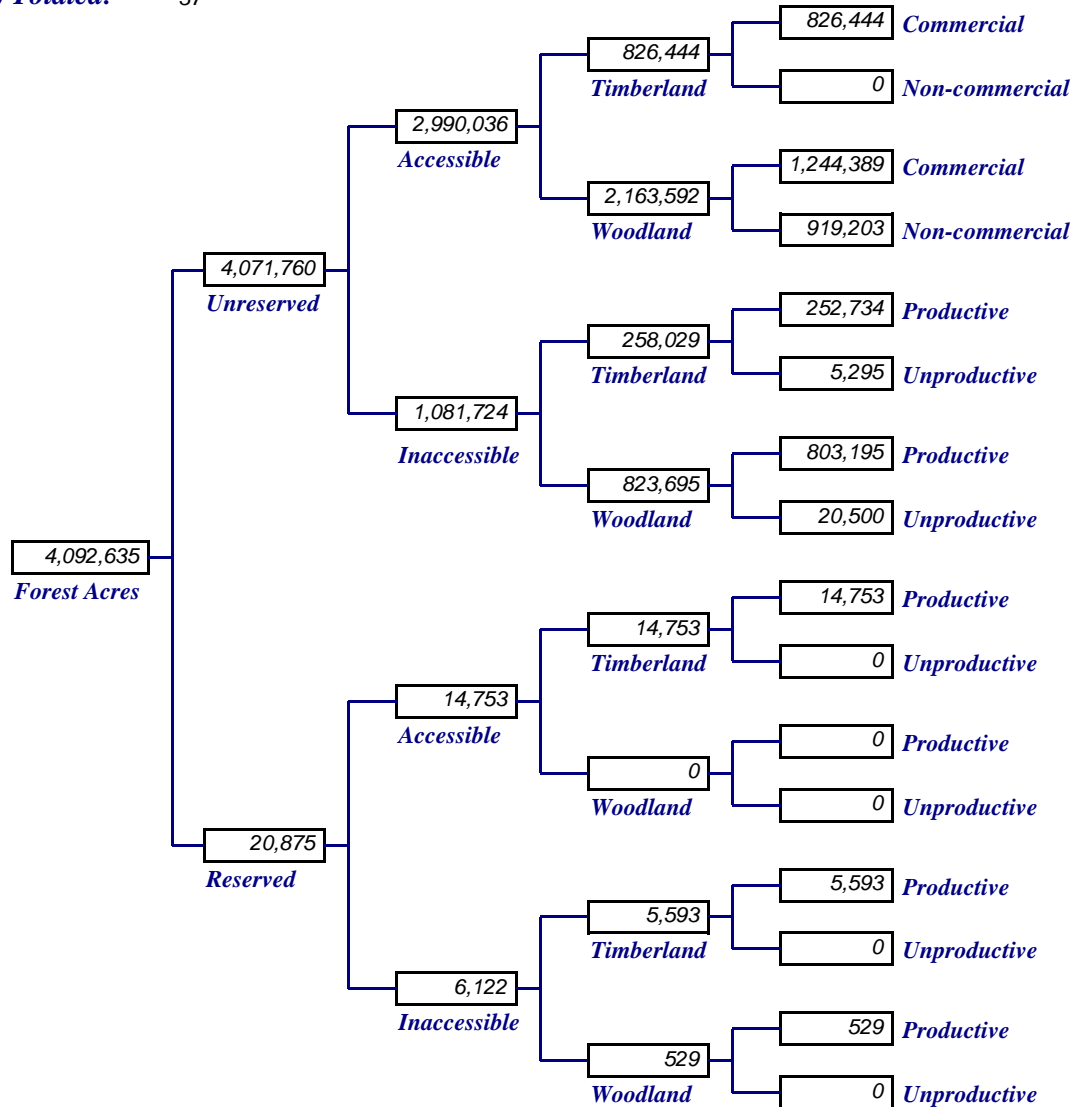 Totaled: 37
826,444 Commercial
826,444
Timberland
0 Non-commercial
2,990,036
Accessible
1,244,389 Commercial
2,163,592
Woodland
919,203 Non-commercial
4,071,760
Unreserved
252,734 Productive
258,029
Timberland
5,295 Unproductive
1,081,724
Inaccessible
803,195 Productive
823,695
Woodland
20,500 Unproductive
4,092,635
Forest Acres
14,753 Productive
14,753
Timberland
0 Unproductive
14,753
Accessible
0 Productive
0
Woodland
0 Unproductive
20,875
Reserved
5,593 Productive
5,593
Timberland
0 Unproductive
6,122
Inaccessible
529 Productive
529
Woodland
0 Unproductive